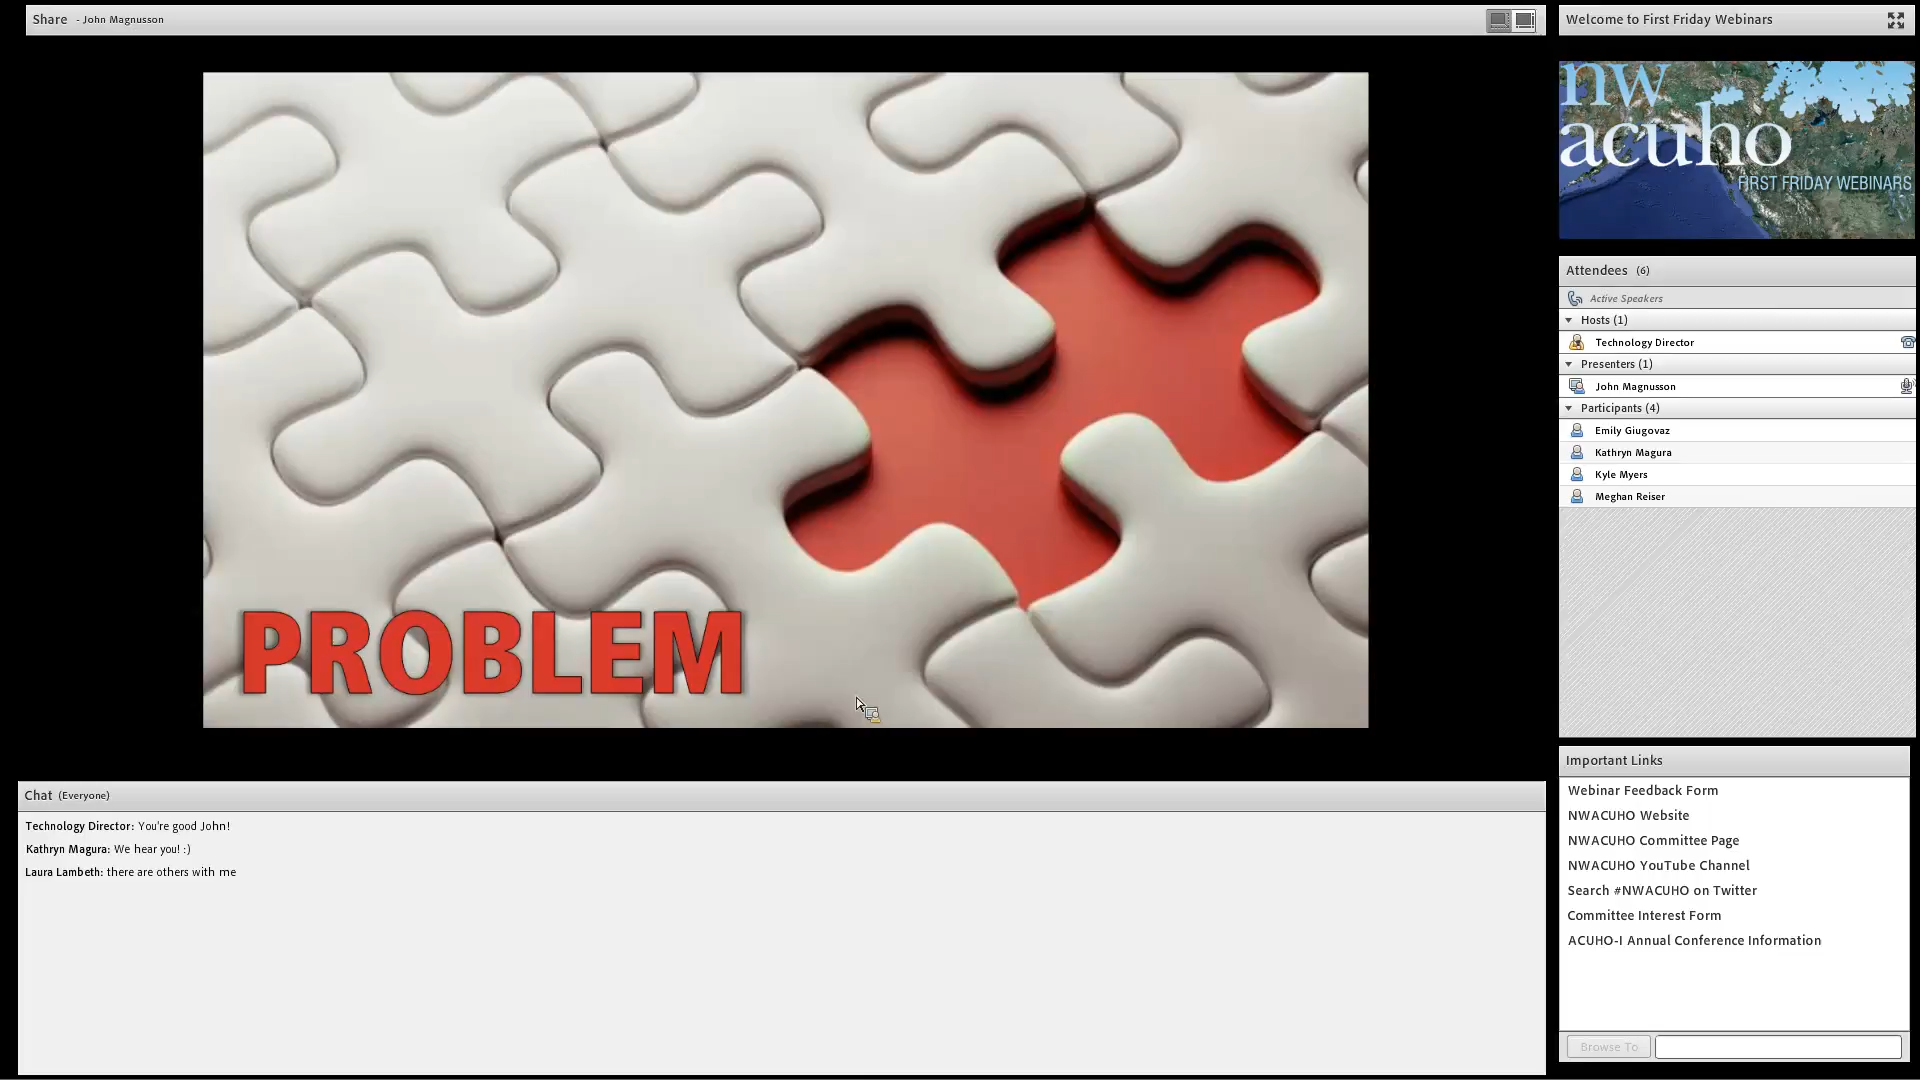 Share - John Magnusson
PROBLEM
Chat (Everyone)
Technology Director: You're good John!
Kathryn Magura: We hear you! :)
Laura Lambeth: there are others with me
Welcome to First Friday Webinars
nw
acuho
FIRST FRIDAY WEBINARS
Attendees (6)
Active Speakers
Hosts (1)
Technology Director
Presenters (1)
John Magnusson
Participants (4)
Emily Giugovaz
Kathryn Magura
Kyle Myers
Meghan Reiser
Important Links
Webinar Feedback Form
NWACUHO Website
NWACUHO Committee Page
NWACUHO YouTube Channel
Search #NWACUHO on Twitter
Committee Interest Form
ACUHO-I Annual Conference Information
Browse To